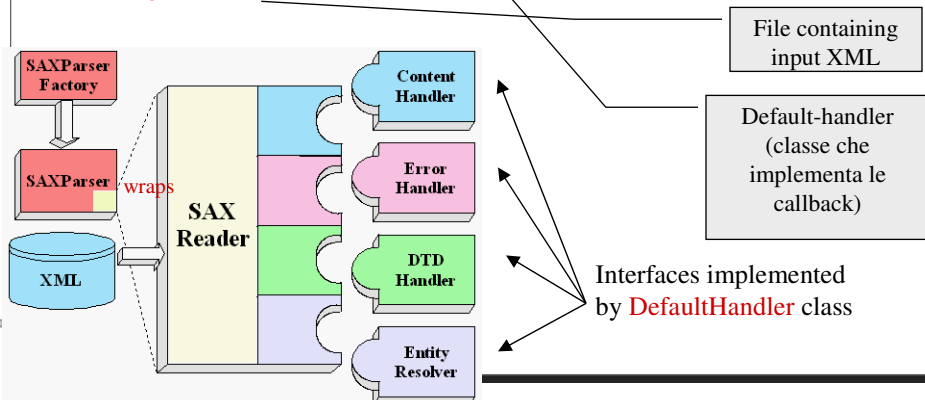 File containing
input XML
SAXParser
Factory
Content
Handler
Default-handler
(classe che
implementa le
callback)
SAXParser
wraps
Error
Handler
SAX
Reader
XML
DTD
Handler
Interfaces implemented
by DefaultHandler class
Entity
Resolver